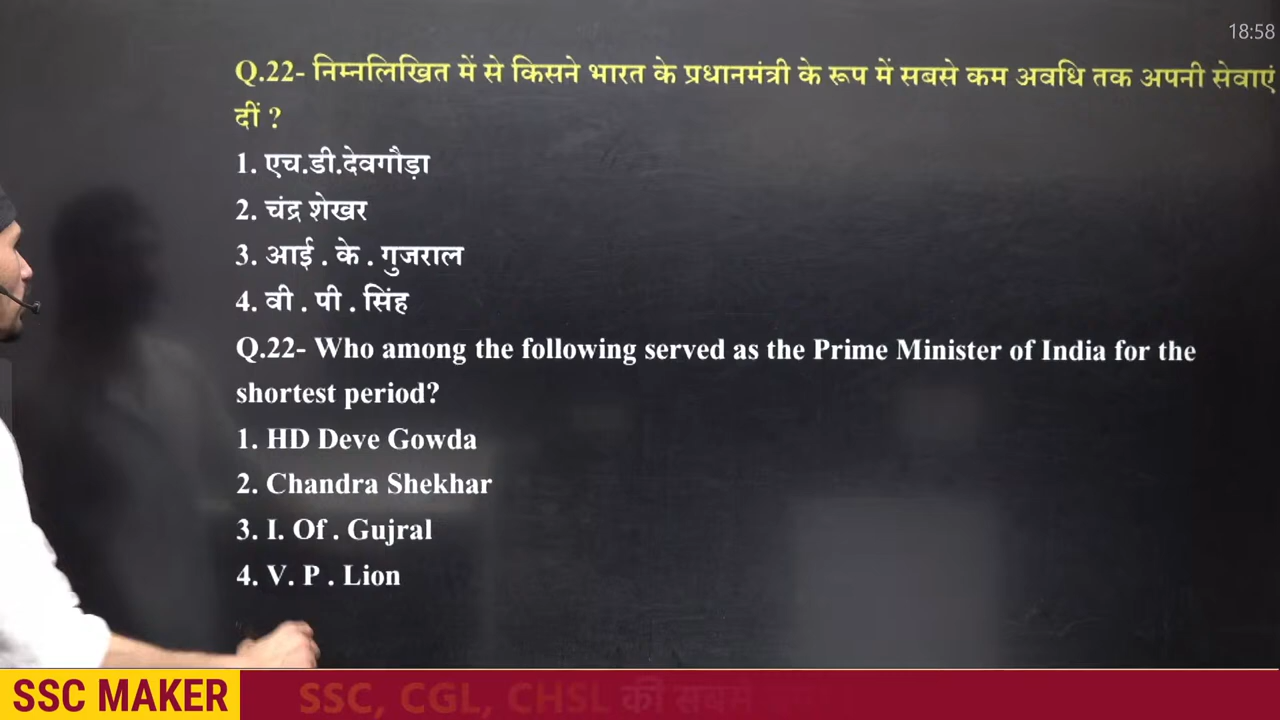 18:58
Q.22- निम्नलिखित में से किसने भारत के प्रधानमंत्री के रूप में सबसे कम अवधि तक अपनी सेवाएं
दीं ?
1. एच.डी.देवगौड़ा
2. चंद्र शेखर
3. आई . के . गुजराल
4. वी . पी . सिंह
Q.22- Who among the following served as the Prime Minister of India for the
shortest period?
1. HD Deve Gowda
2. Chandra Shekhar
3. I. Of . Gujral
4. V. P . Lion
SSC MAKER
SSC, CGL, CHSL की सबसे